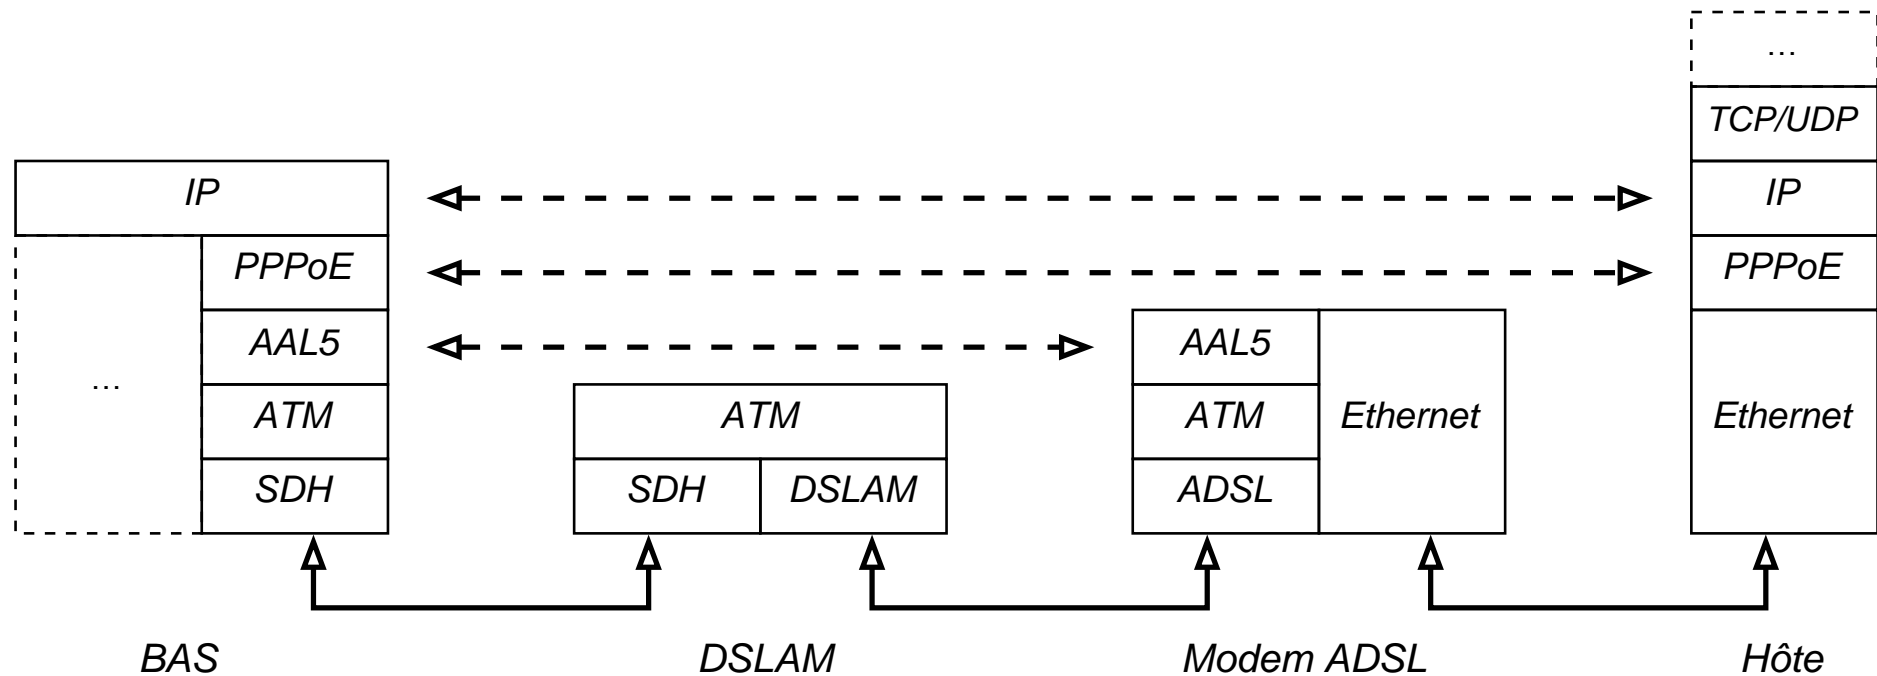 ...
TCP/UDP
IP
IP
PPPoE
PPPoE
AAL5
AAL5
...
ATM
ATM
ATM
Ethernet
Ethernet
SDH
SDH
DSLAM
ADSL
BAS
DSLAM
Modem ADSL
Hôte